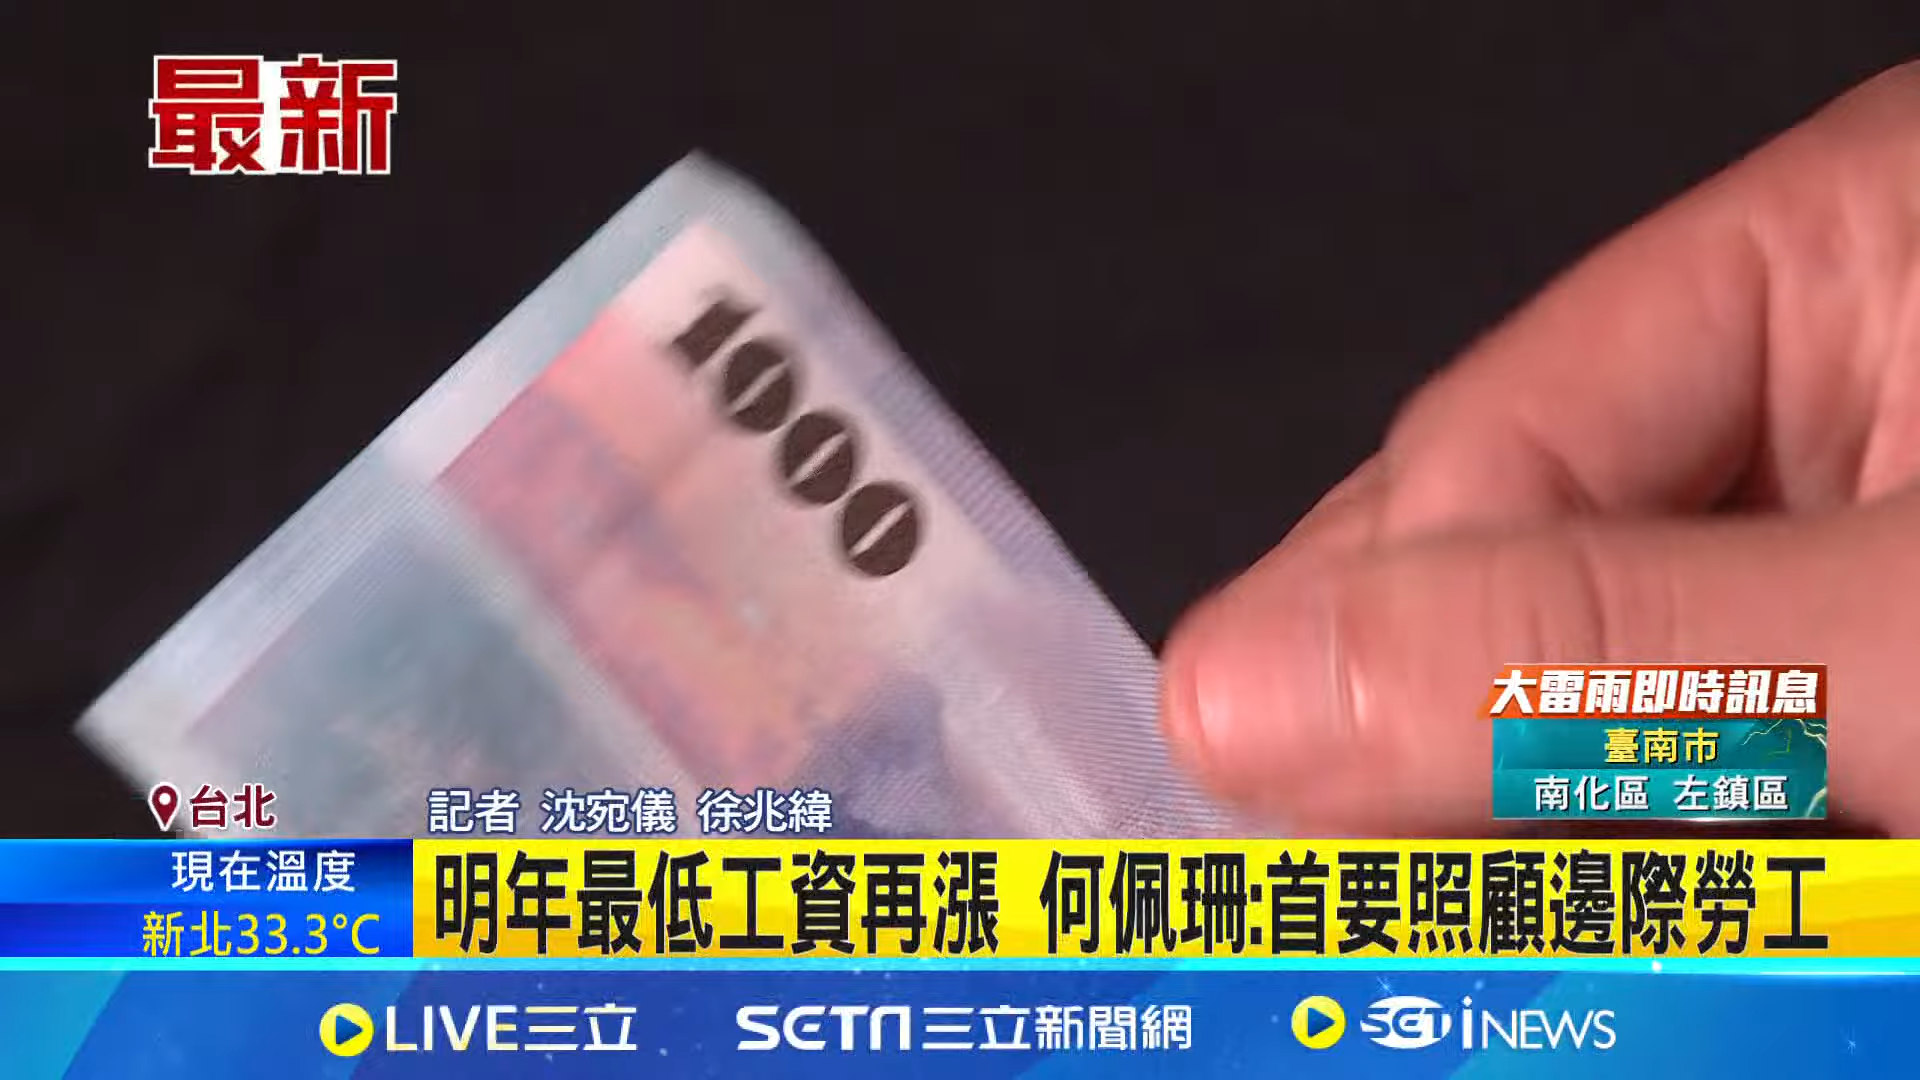 最新
1000
大雷雨即時訊息
臺南市
南化區 左鎮區
台北
記者 沈宛儀 徐兆緯
現在溫度
新北33.3°C
明年最低工資再漲 何佩珊:首要照顧邊際勞工
LIVE三立
SETN三立新聞網
SET iNEWS